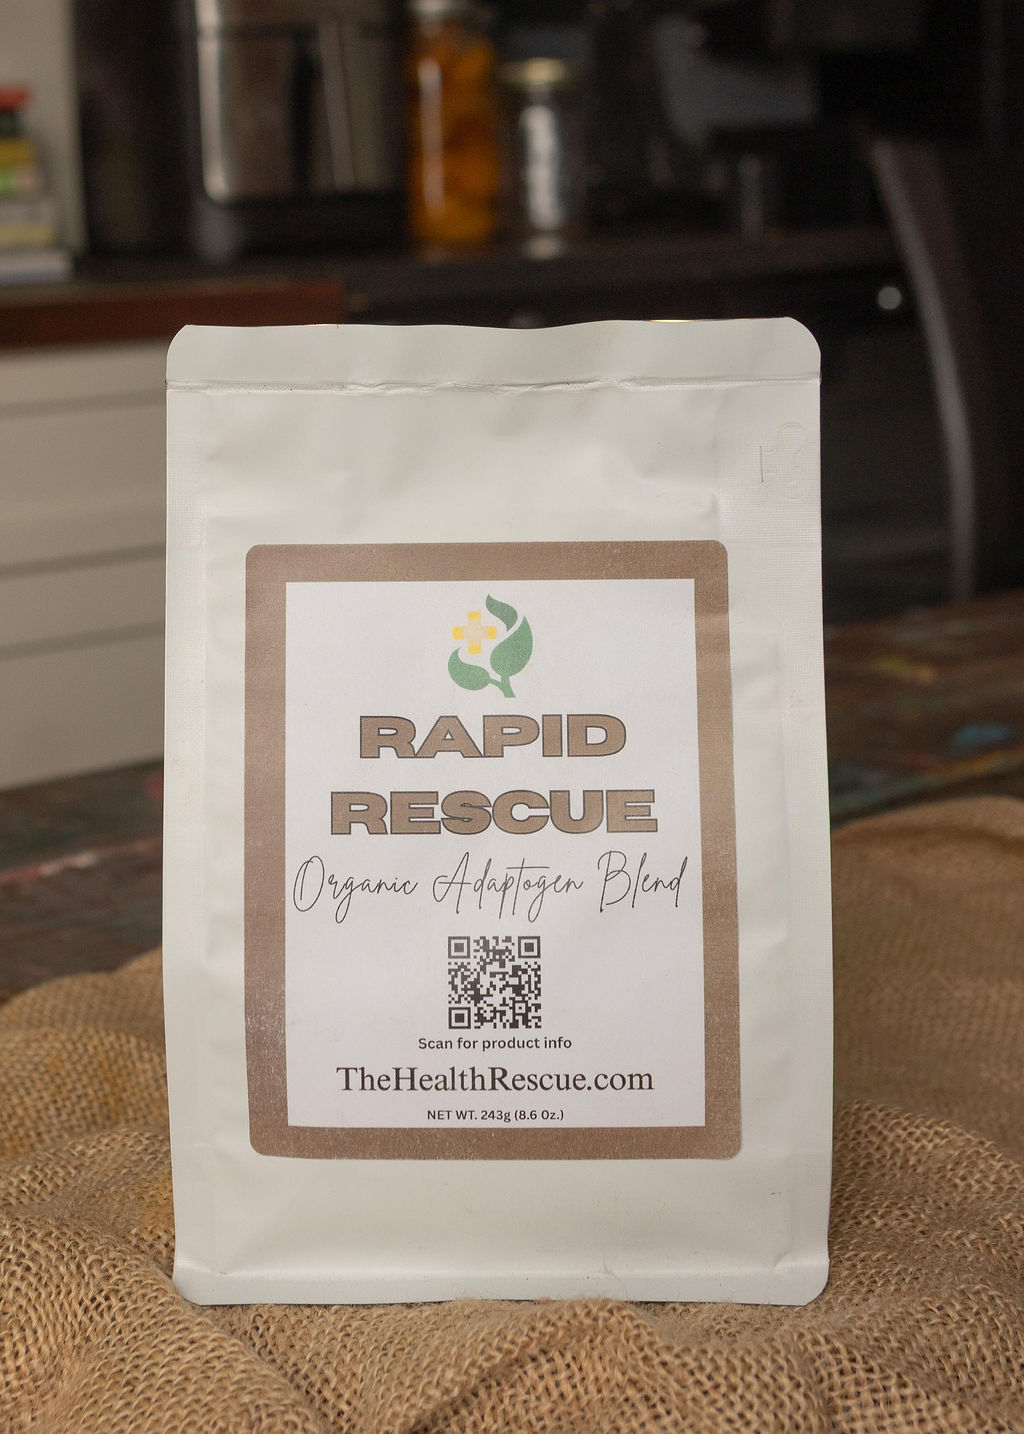 RAPID
RESCUE
Organic Adaptogen Blend
Scan for product info
TheHealthRescue.com
NET WT. 243g (8.6 Oz.)